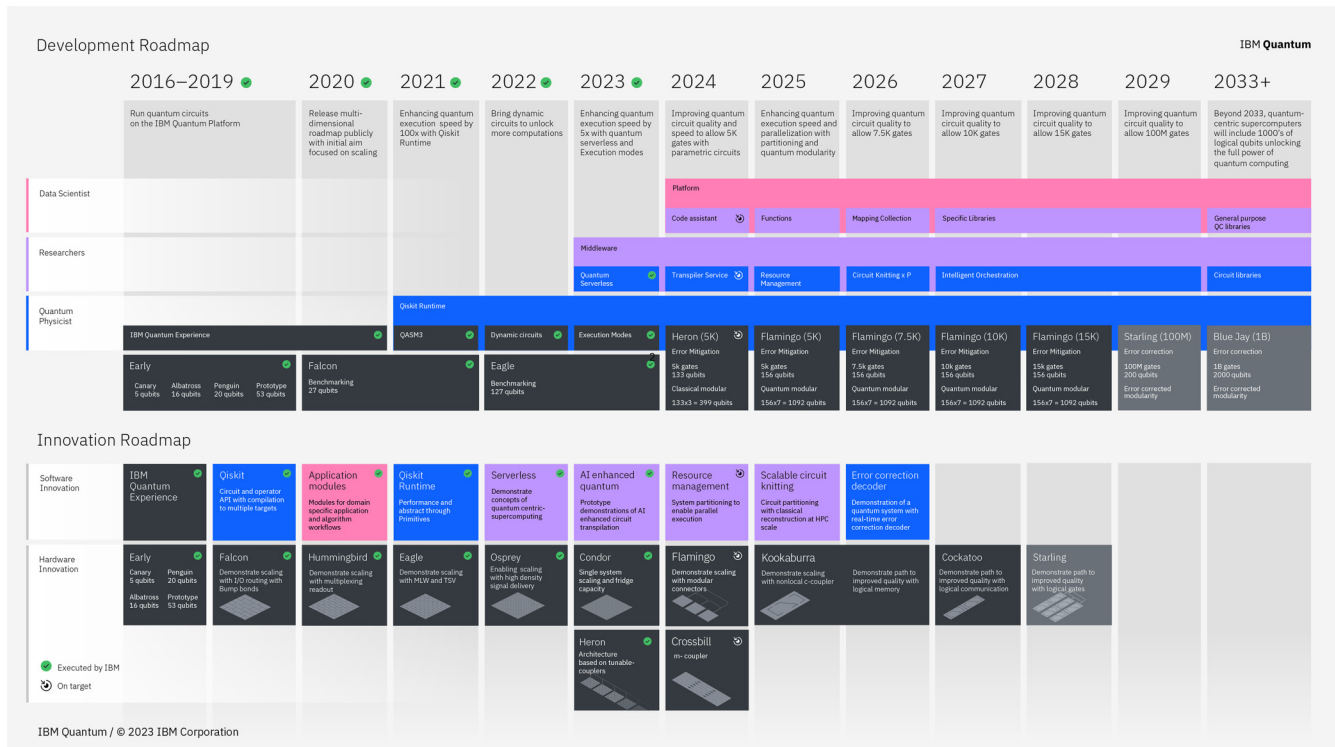 Development Roadmap
IBM Quantum
2016–2019
2020
2021
2022
2023
2024
2025
2026
2027
2028
2029
2033+
Run quantum circuits
on the IBM Quantum Platform
Release multi-
dimensional
roadmap publicly
with initial aim
focused on scaling
Enhancing quantum
execution speed by
100x with Qiskit
Runtime
Bring dynamic
circuits to unlock
more computations
Enhancing quantum
execution speed by
5x with quantum
serverless and
Execution modes
Improving quantum
circuit quality and
speed to allow 5K
gates with
parametric circuits
Enhancing quantum
execution speed and
parallelization with
partitioning and
quantum modularity
Improving quantum
circuit quality to
allow 7.5K gates
Improving quantum
circuit quality to
allow 10K gates
Improving quantum
circuit quality to
allow 15K gates
Improving quantum
circuit quality to
allow 100M gates
Beyond 2033, quantum-
centric supercomputers
will include 1000's of
logical qubits unlocking
the full power of
quantum computing
Data Scientist
Platform
Code assistant
Functions
Mapping Collection
Specific Libraries
General purpose
QC libraries
Researchers
Middleware
Quantum
Serverless
Transpiler Service
Resource
Management
Circuit Knitting x P
Intelligent Orchestration
Circuit libraries
Quantum
Physicist
Qiskit Runtime
IBM Quantum Experience
QASM3
Dynamic circuits
Execution Modes
Early
Canary
5 qubits
Albatross
16 qubits
Penguin
20 qubits
Prototype
53 qubits
Falcon
Benchmarking
27 qubits
Eagle
Benchmarking
127 qubits
?
Heron (5K)
Error Mitigation
5k gates
133 qubits
Classical modular
133x3 = 399 qubits
Flamingo (5K)
Error Mitigation
5k gates
156 qubits
Quantum modular
156x7 = 1092 qubits
Flamingo (7.5K)
Error Mitigation
7.5k gates
156 qubits
Quantum modular
156x7 = 1092 qubits
Flamingo (10K)
Error Mitigation
10k gates
156 qubits
Quantum modular
156x7 = 1092 qubits
Flamingo (15K)
Error Mitigation
15k gates
156 qubits
Quantum modular
156x7 = 1092 qubits
Starling (100M)
Error correction
100M gates
200 qubits
Error corrected
modularity
Blue Jay (1B)
Error correction
1B gates
2000 qubits
Error corrected
modularity
Innovation Roadmap
Software
Innovation
IBM
Quantum
Experience
Qiskit
Circuit and operator
API with compilation
to multiple targets
Application
modules
Modules for domain
specific application
and algorithm
workflows
Qiskit
Runtime
Performance and
abstract through
Primitives
Serverless
Demonstrate
concepts of
quantum centric-
supercomputing
AI enhanced
quantum
Prototype
demonstrations of AI
enhanced circuit
transpilation
Resource
management
System partitioning to
enable parallel
execution
Scalable circuit
knitting
Circuit partitioning
with classical
reconstruction at HPC
scale
Error correction
decoder
Demonstration of a
quantum system with
real-time error
correction decoder
Hardware
Innovation
Early
Canary
5 qubits
Penguin
20 qubits
Albatross
16 qubits
Prototype
53 qubits
Falcon
Demonstrate scaling
with I/O routing with
Bump bonds
Hummingbird
Demonstrate scaling
with multiplexing
readout
Eagle
Demonstrate scaling
with MLW and TSV
Osprey
Enabling scaling
with high density
signal delivery
Condor
Single system
scaling and fridge
capacity
Flamingo
Demonstrate scaling
with modular
connectors
Kookaburra
Demonstrate scaling
with nonlocal c-coupler
Demonstrate path to
improved quality with
logical memory
Cockatoo
Demonstrate path to
improved quality with
logical communication
Starling
Demonstrate path to
improved quality
with logical gates
Heron
Architecture
based on tunable-
couplers
Crossbill
m- coupler
Executed by IBM
On target
IBM Quantum / © 2023 IBM Corporation